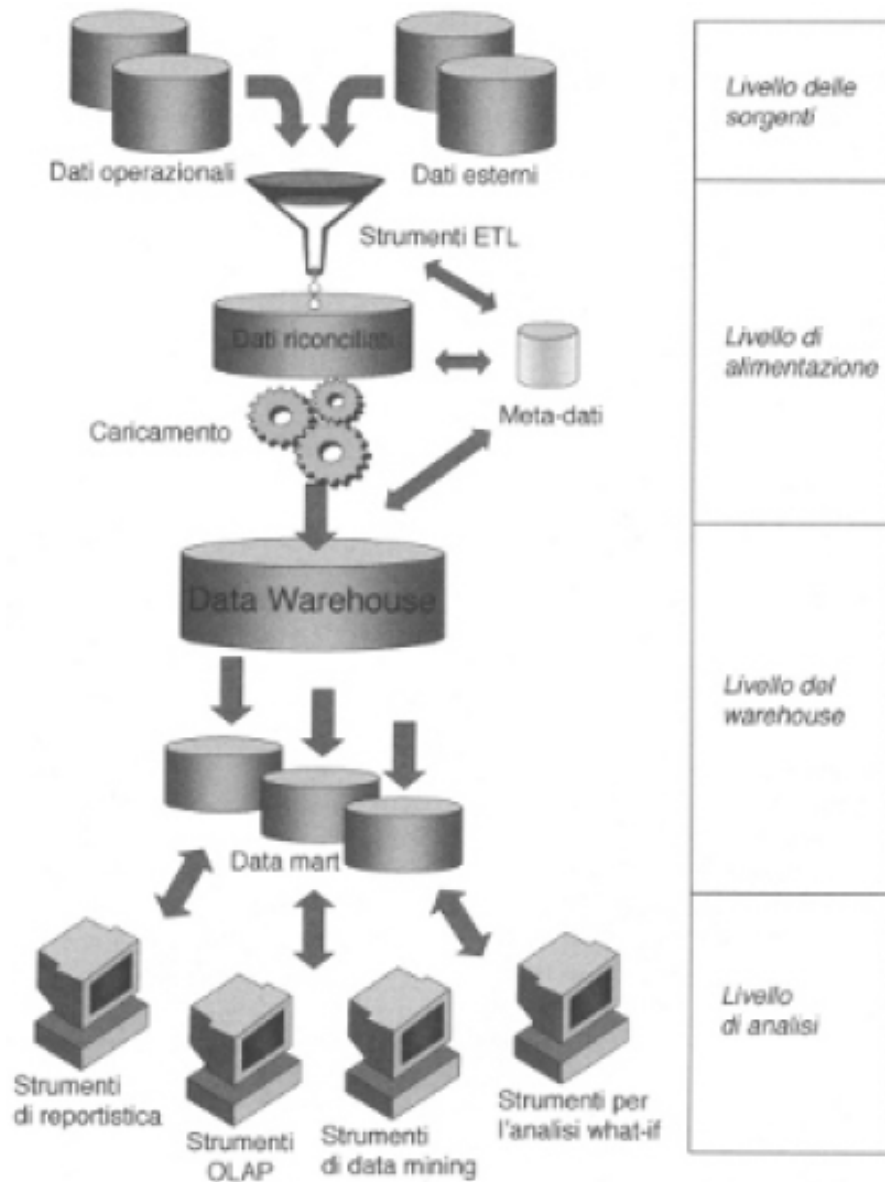 Dati operazionali
Dati esterni
Livello delle
sorgenti
Strumenti ETL
Dati riconciliati
Meta-dati
Caricamento
Livello di
alimentazione
Data Warehouse
Data mart
Livello del
warehouse
Strumenti
di reportistica
Strumenti
OLAP
Strumenti
di data mining
Strumenti per
l'analisi what-if
Livello
di analisi